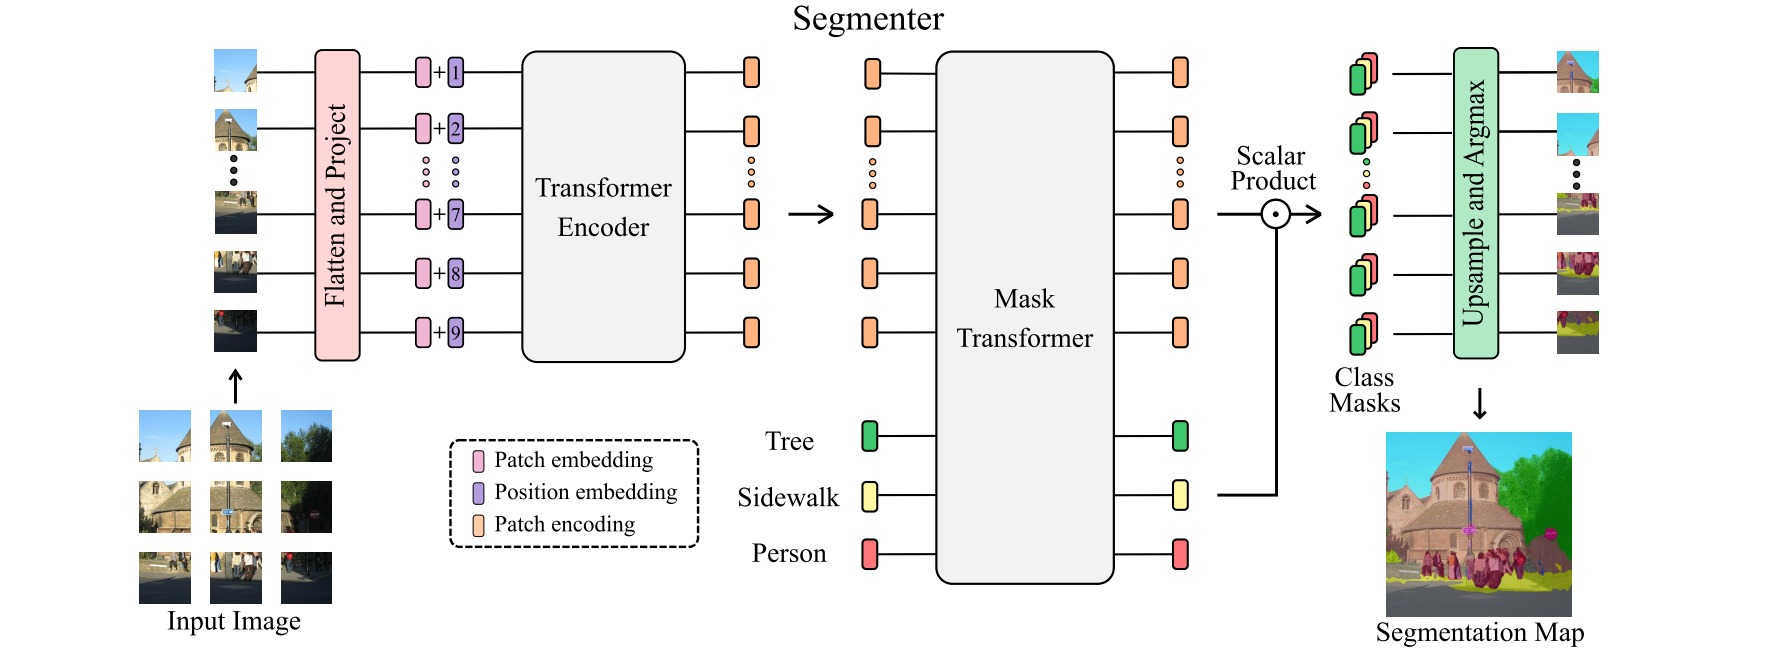 Segmenter
Flatten and Project
+ 1
+ 2
+ 7
+ 8
+ 9
Transformer
Encoder
Mask
Transformer
Scalar
Product
Class
Masks
Upsample and Argmax
Tree
Sidewalk
Person
Patch embedding
Position embedding
Patch encoding
Input Image
Segmentation Map